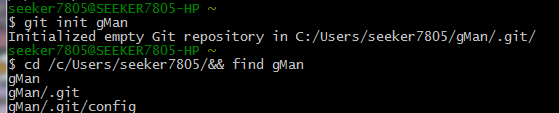 seeker7805@SEEKER7805-HP ~
$ git init gMan
Initialized empty Git repository in C:/Users/seeker7805/gMan/.git/
seeker7805@SEEKER7805-HP ~
$ cd /c/Users/seeker7805/&& find gMan
gMan
gMan/.git
gMan/.git/config